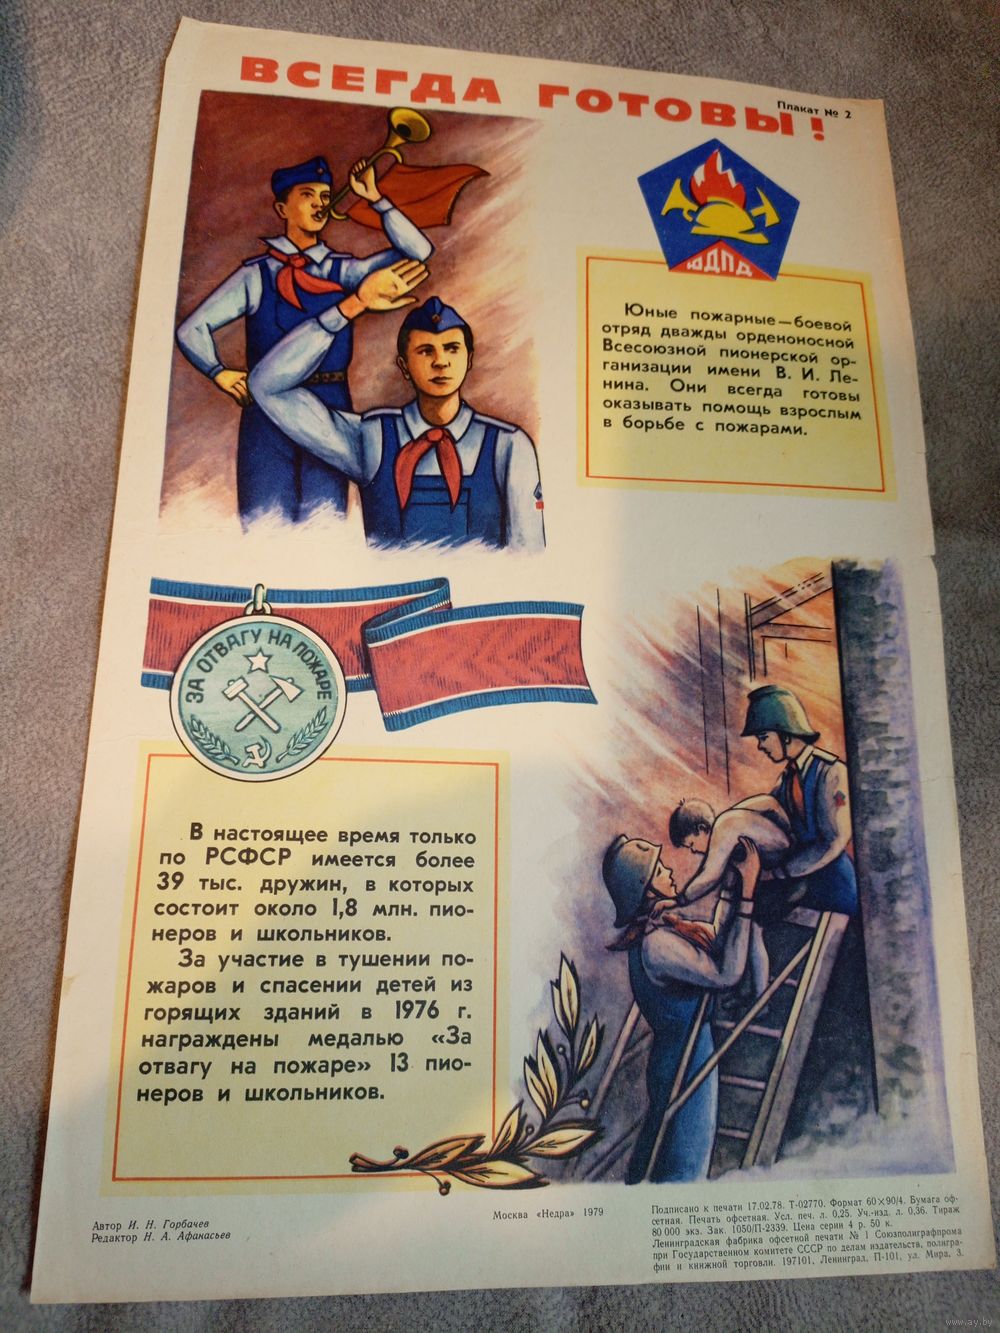 ВСЕГДА ГОТОВЫ!
Плакат № 2
ЮДПД
Юные пожарные — боевой
отряд дважды орденоносной
Всесоюзной пионерской ор-
ганизации имени В. И. Ле-
нина. Они всегда готовы
оказывать помощь взрослым
в борьбе с пожарами.
ЗА ОТВАГУ НА ПОЖАРЕ
В настоящее время только
по РСФСР имеется более
39 тыс. дружин, в которых
состоит около 1,8 млн. пио-
неров и школьников.
За участие в тушении по-
жаров и спасении детей из
горящих зданий в 1976 г.
награждены медалью «За
отвагу на пожаре» 13 пио-
неров и школьников.
Автор И. Н. Горбачев
Редактор Н. А. Афанасьев
Москва «Недра» 1979
Подписано к печати 17.02.78. Т-02770. Формат 60×90/4. Бумага оф-
сетная. Печать офсетная. Усл. печ. л. 0,25. Уч.-изд. л. 0,36. Тираж
80 000 экз. Зак. 1050/П-2339. Цена серии 4 р. 50 к.
Ленинградская фабрика офсетной печати № 1 Союзполиграфпрома
при Государственном комитете СССР по делам издательств, полигра-
фии и книжной торговли. 197101, Ленинград, П-101, ул. Мира, 3.
www.ay.by